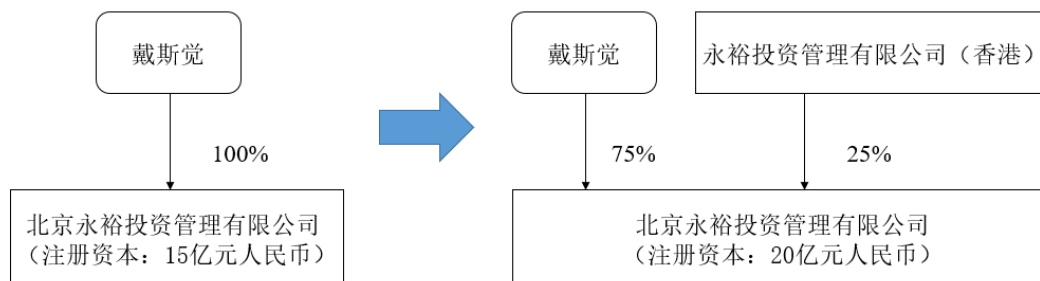 戴斯觉
100%
北京永裕投资管理有限公司
（注册资本：15亿元人民币）
戴斯觉
永裕投资管理有限公司（香港）
75%
25%
北京永裕投资管理有限公司
（注册资本：20亿元人民币）